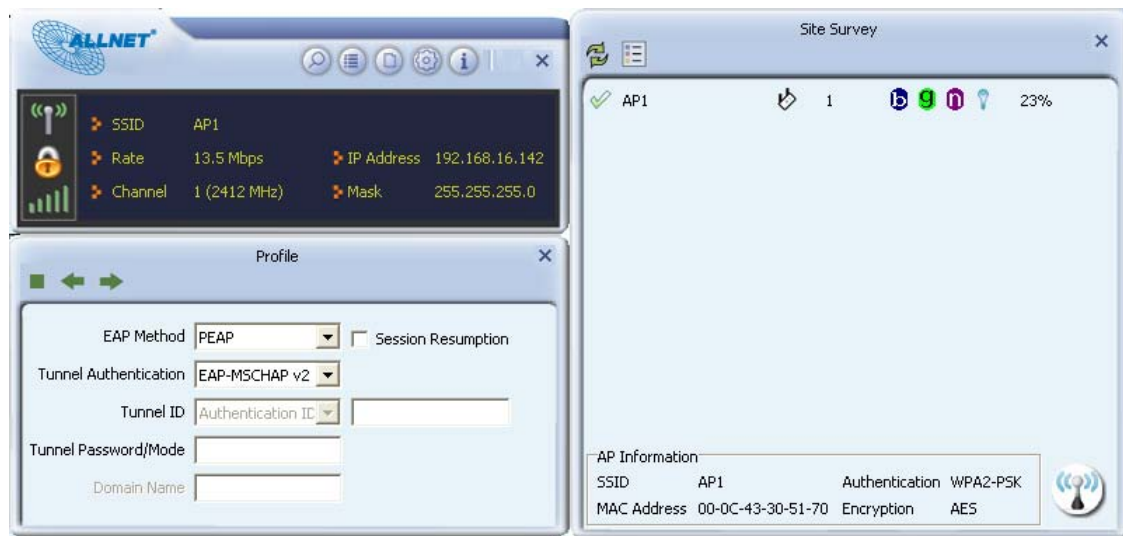 ALLNET
SSID AP1
Rate 13.5 Mbps IP Address 192.168.16.142
Channel 1 (2412 MHz) Mask 255.255.255.0
Profile
EAP Method PEAP Session Resumption
Tunnel Authentication EAP-MSCHAP v2
Tunnel ID Authentication ID
Tunnel Password/Mode
Domain Name
Site Survey
AP1 1 b g n 23%
AP Information
SSID AP1 Authentication WPA2-PSK
MAC Address 00-0C-43-30-51-70 Encryption AES